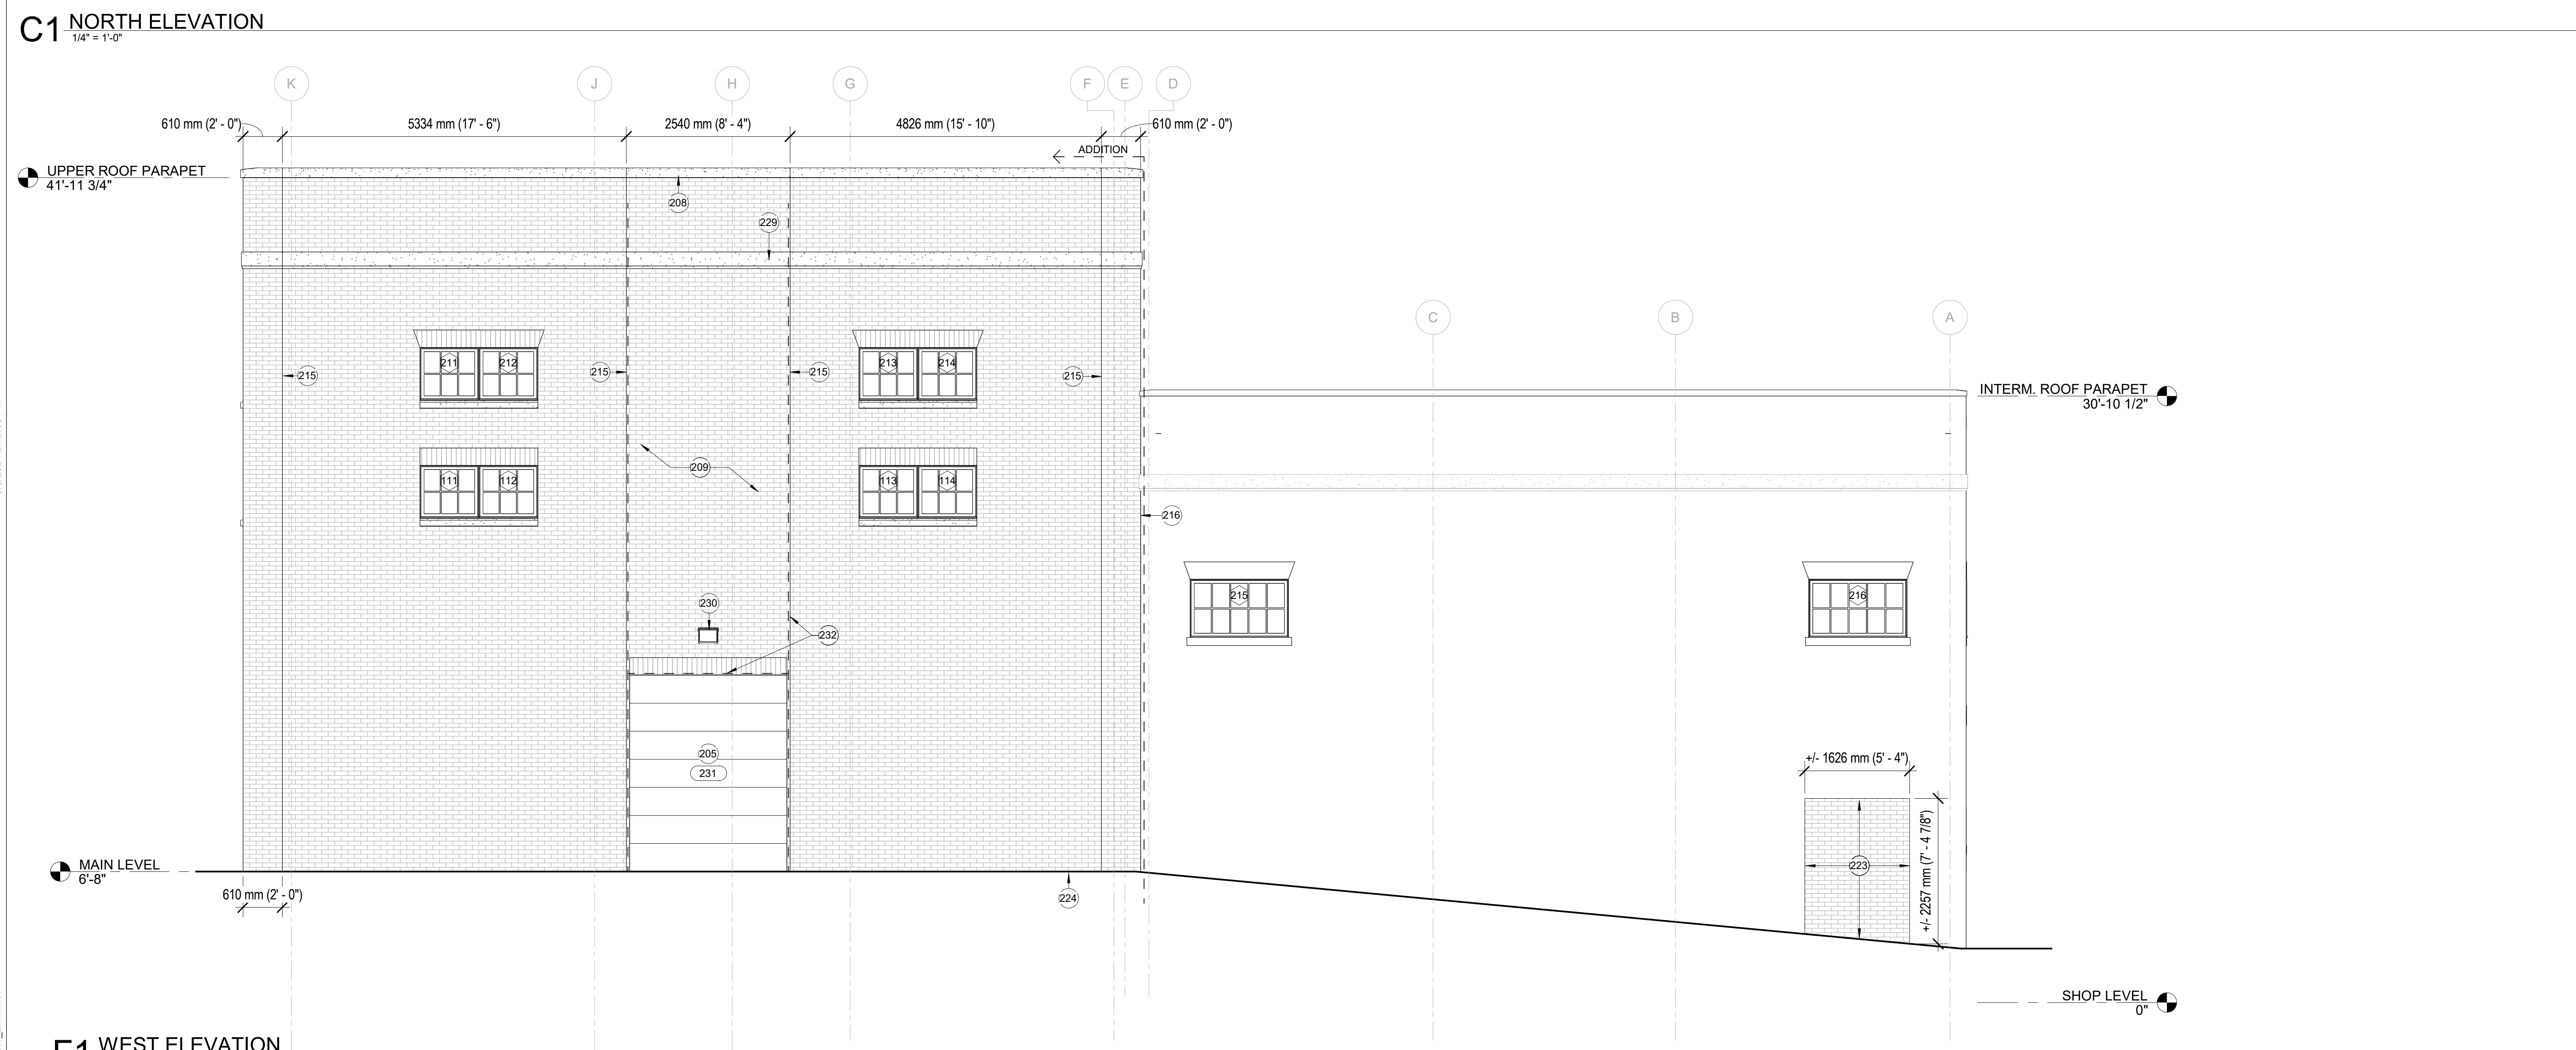 C1 NORTH ELEVATION
1/4" = 1'-0"
K J H G F E D
610 mm (2' - 0") 5334 mm (17' - 6") 2540 mm (8' - 4") 4826 mm (15' - 10") 610 mm (2' - 0")
ADDITION
UPPER ROOF PARAPET
41'-11 3/4"
208
229
C B A
211 212 213 214
215 215 215 215
INTERM. ROOF PARAPET
30'-10 1/2"
209
111 112 113 114
216
215 216
230
232
205
231
+/- 1626 mm (5' - 4")
+/- 2257 mm (7' - 4 7/8")
223
MAIN LEVEL
6'-8"
610 mm (2' - 0")
224
SHOP LEVEL
0"
WEST ELEVATION